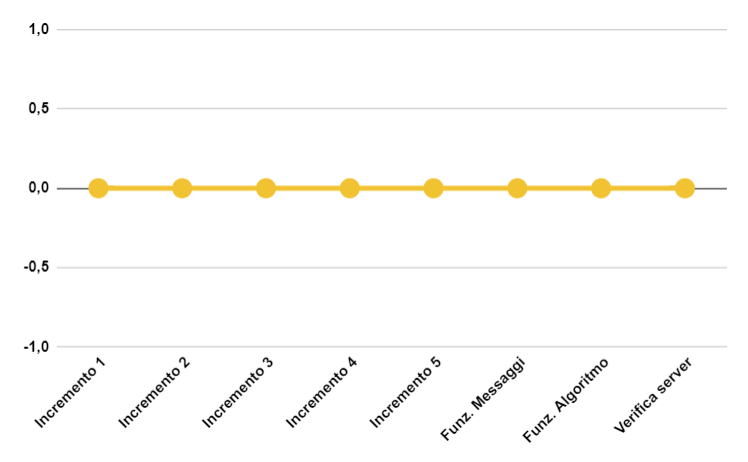 1,0
0,5
0,0
-0,5
-1,0
Incremento 1
Incremento 2
Incremento 3
Incremento 4
Incremento 5
Funz. Messaggi
Funz. Algoritmo
Verifica server